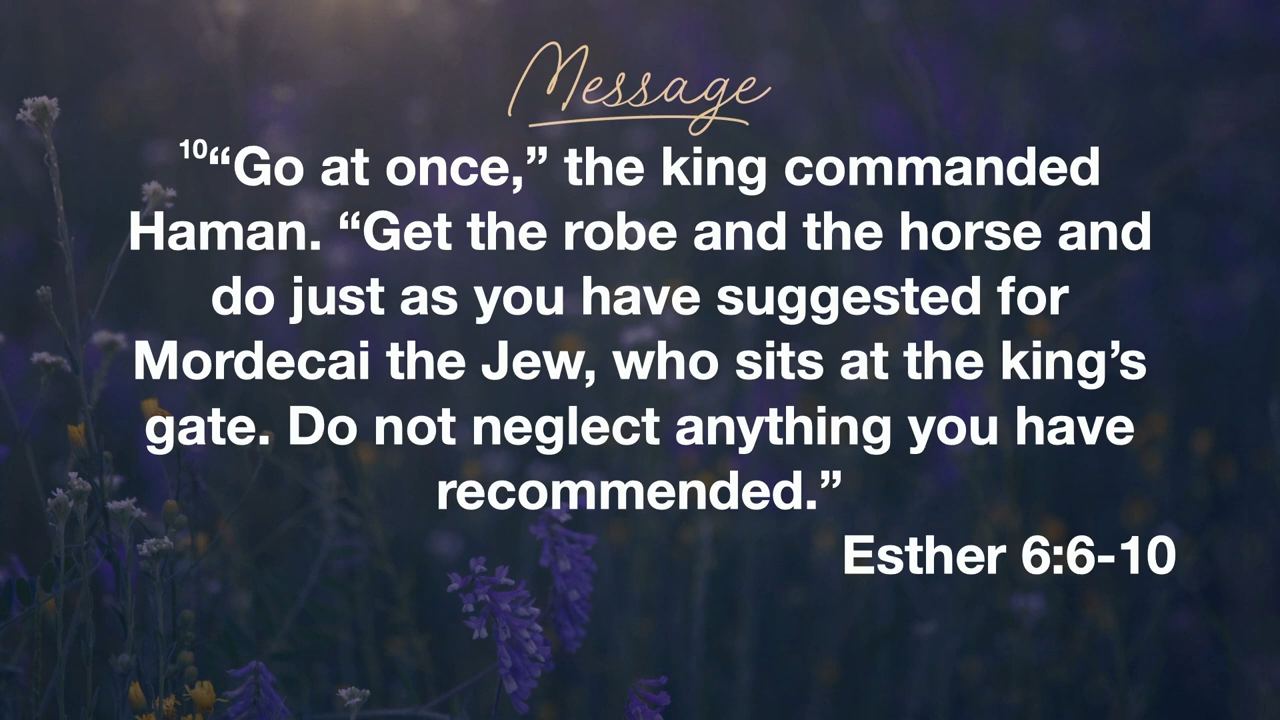 Message
¹⁰“Go at once,” the king commanded
Haman. “Get the robe and the horse and
do just as you have suggested for
Mordecai the Jew, who sits at the king’s
gate. Do not neglect anything you have
recommended.”
Esther 6:6-10